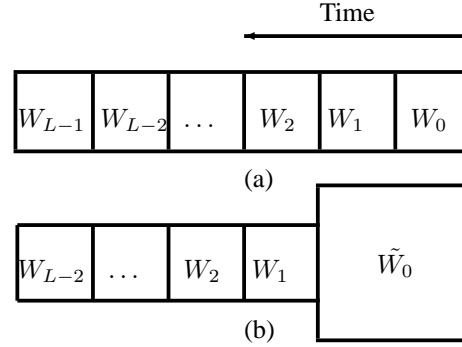 Time
W_{L−1} W_{L−2} … W_2 W_1 W_0
(a)
W_{L−2} … W_2 W_1 \tilde{W}_0
(b)